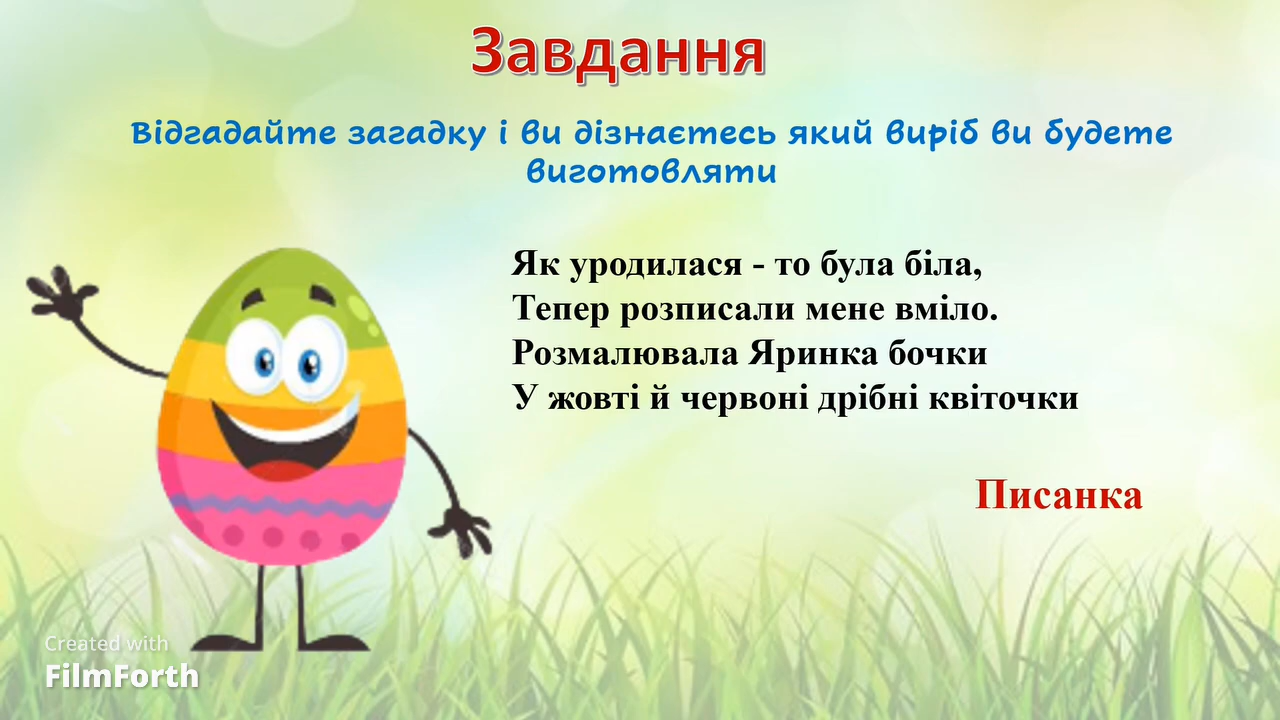 Завдання
Відгадайте загадку і ви дізнаєтесь який виріб ви будете
виготовляти
Як уродилася - то була біла,
Тепер розписали мене вміло.
Розмалювала Яринка бочки
У жовті й червоні дрібні квіточки
Писанка
Created with
FilmForth